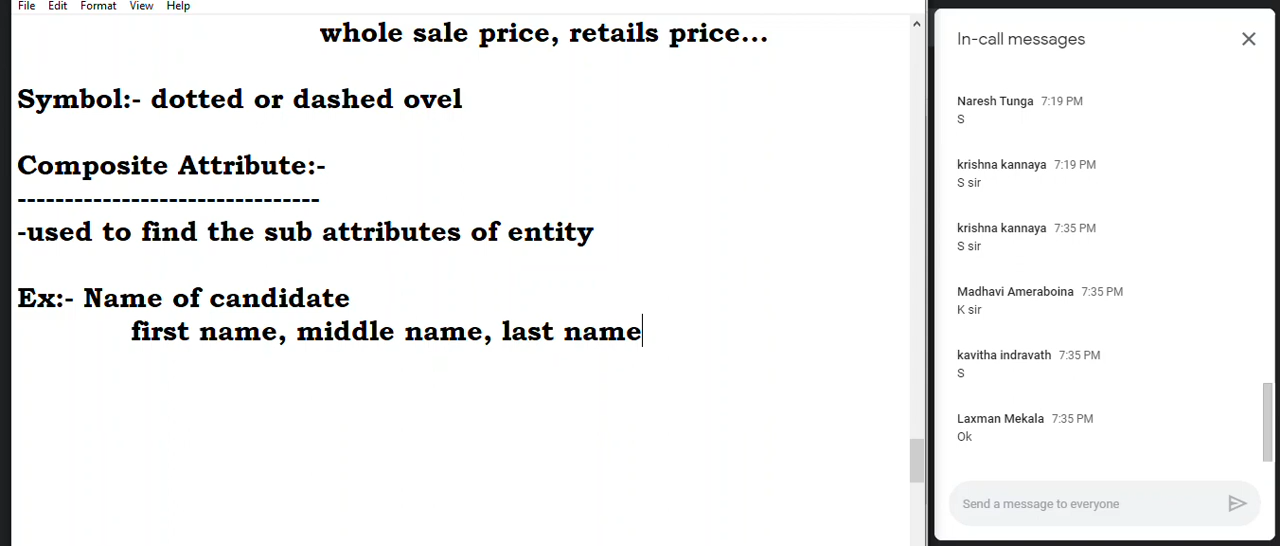 File Edit Format View Help
whole sale price, retails price...
Symbol:- dotted or dashed ovel
Composite Attribute:-
--------------------------------
-used to find the sub attributes of entity
Ex:- Name of candidate
first name, middle name, last name
In-call messages
Naresh Tunga 7:19 PM
S
krishna kannaya 7:19 PM
S sir
krishna kannaya 7:35 PM
S sir
Madhavi Ameraboina 7:35 PM
K sir
kavitha indravath 7:35 PM
S
Laxman Mekala 7:35 PM
Ok
Send a message to everyone